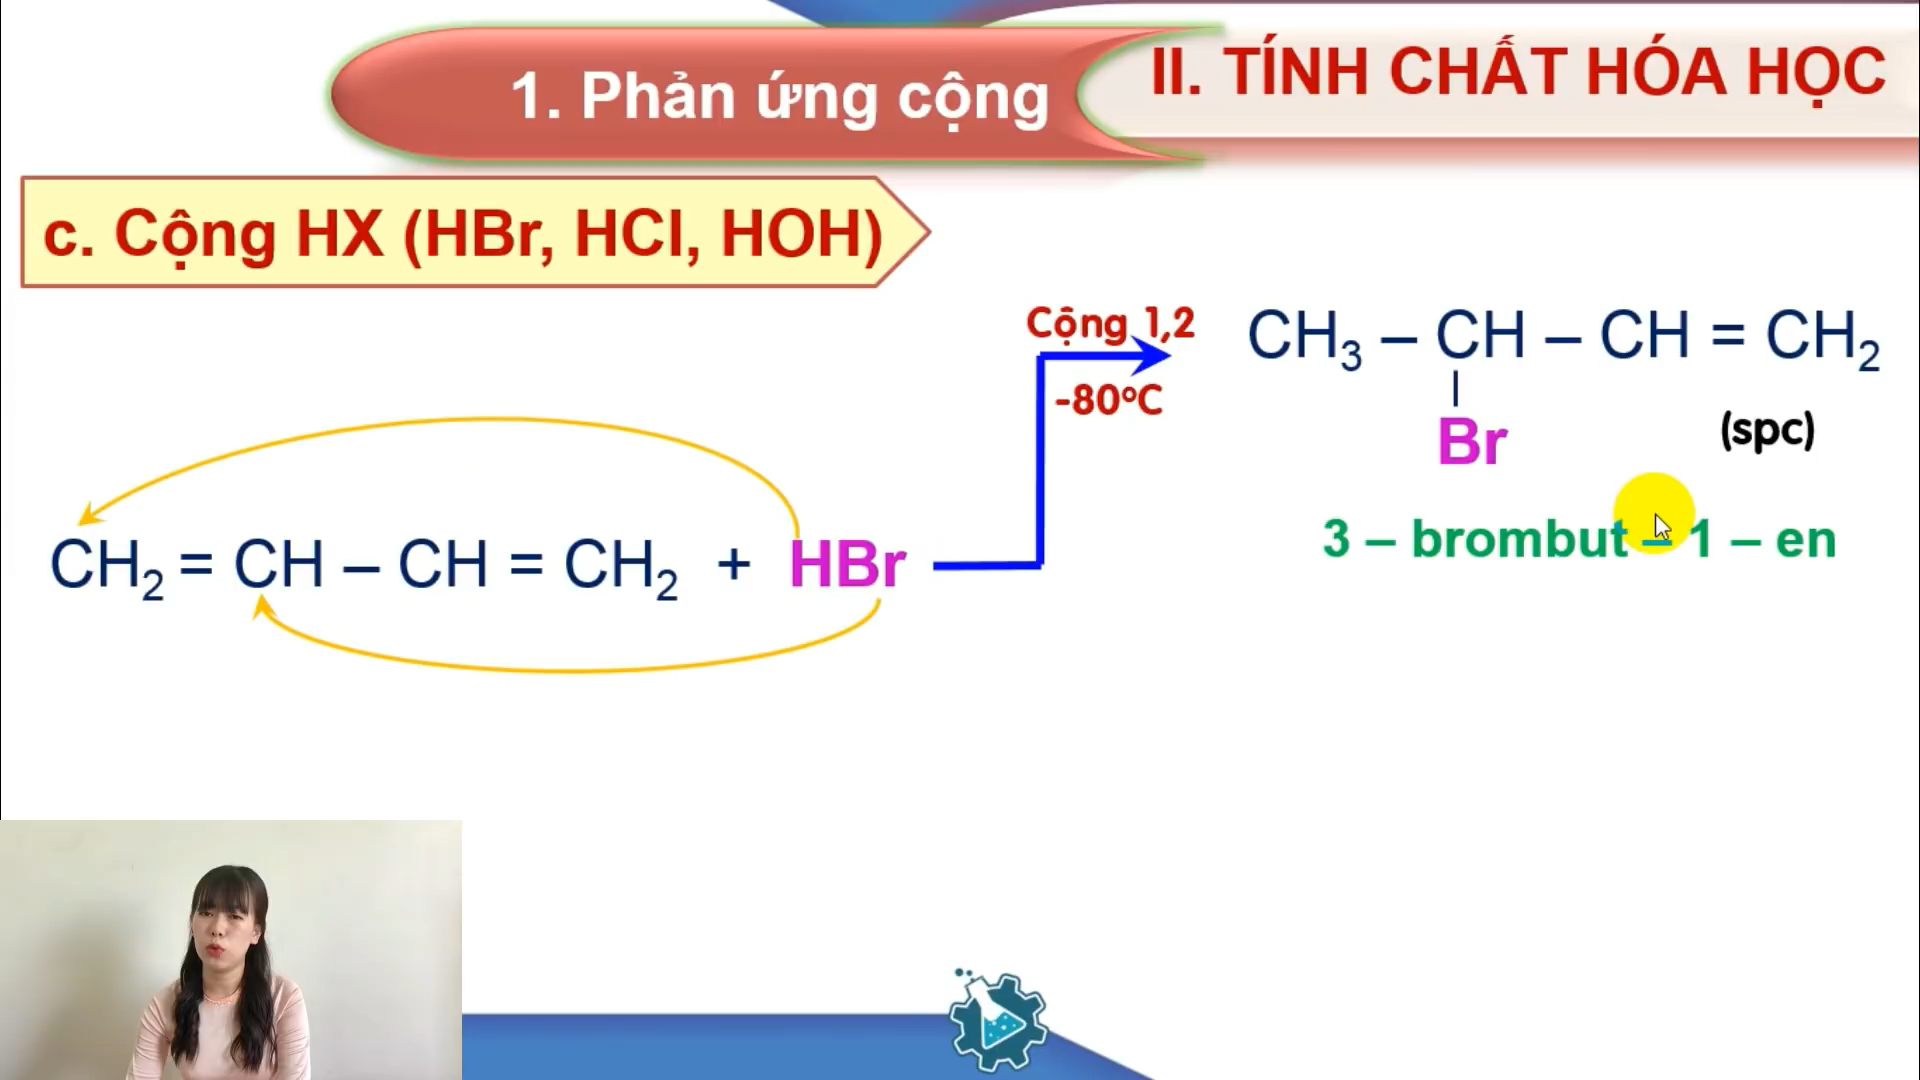 1. Phản ứng cộng
II. TÍNH CHẤT HÓA HỌC
c. Cộng HX (HBr, HCl, HOH)
Cộng 1,2
-80°C
CH₃ – CH – CH = CH₂
Br
(spc)
3 – brombut – 1 – en
CH₂ = CH – CH = CH₂ + HBr